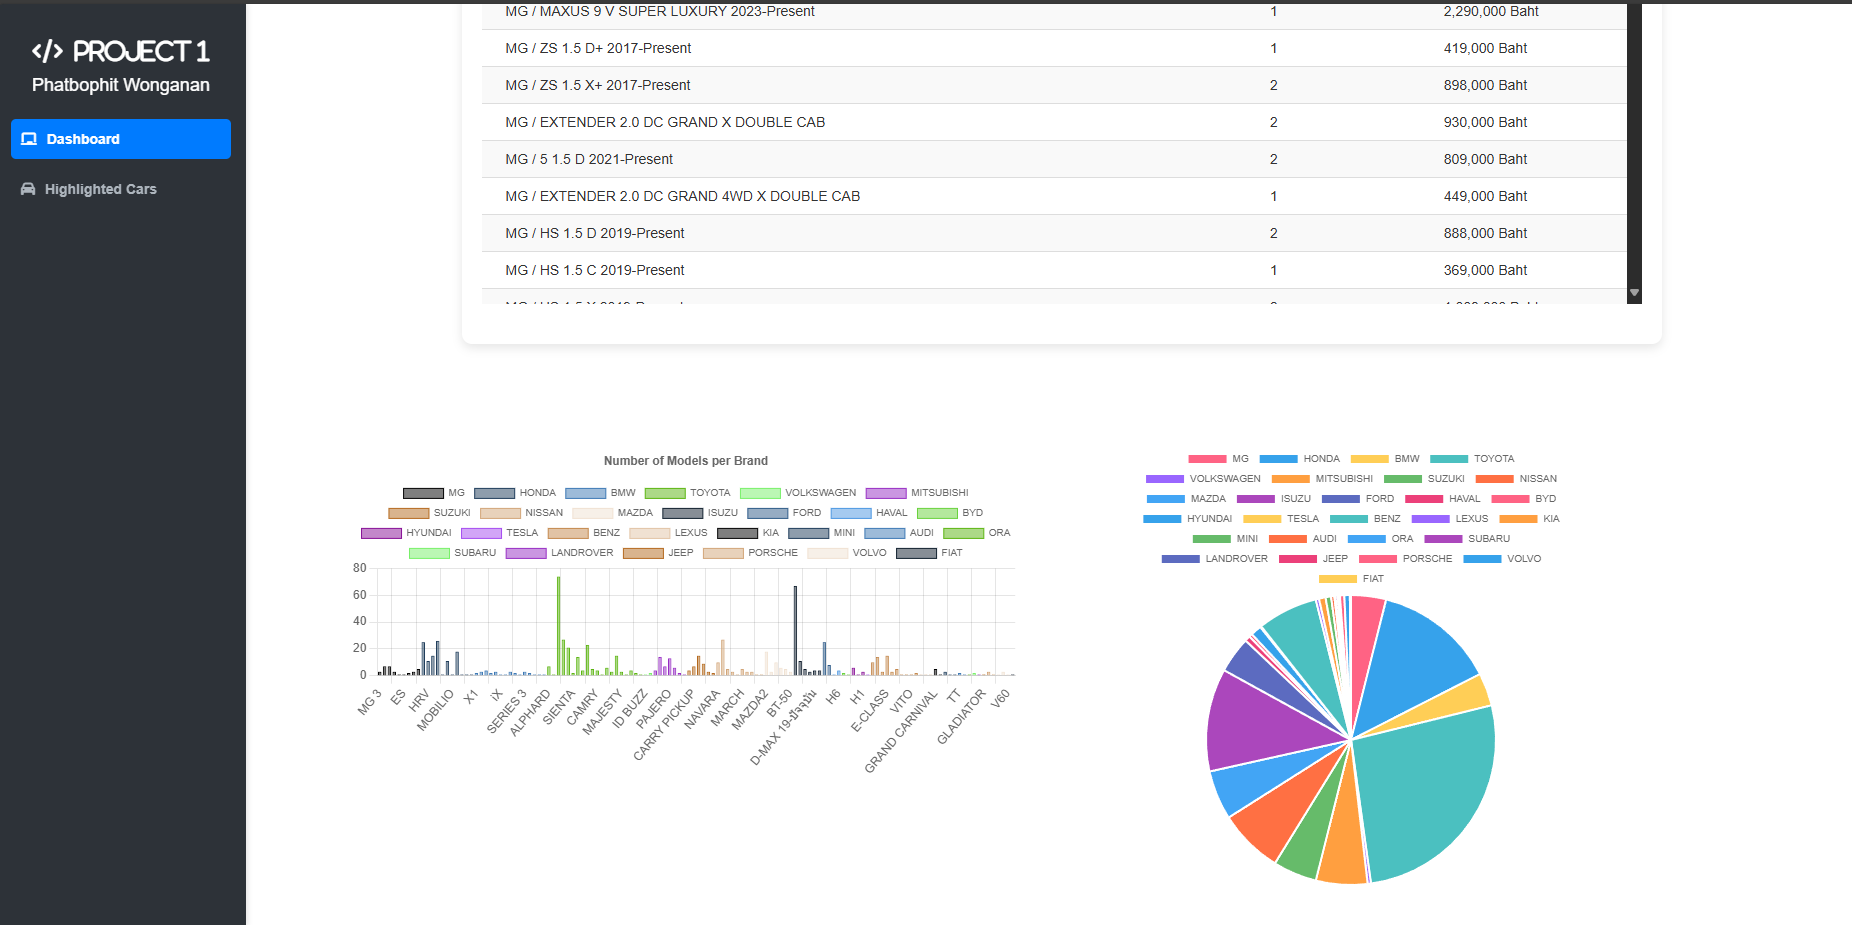 MG / MAXUS 9 V SUPER LUXURY 2023-Present 1 2,290,000 Baht
</> PROJECT 1
Phatbophit Wonganan
Dashboard
Highlighted Cars
MG / ZS 1.5 D+ 2017-Present 1 419,000 Baht
MG / ZS 1.5 X+ 2017-Present 2 898,000 Baht
MG / EXTENDER 2.0 DC GRAND X DOUBLE CAB 2 930,000 Baht
MG / 5 1.5 D 2021-Present 2 809,000 Baht
MG / EXTENDER 2.0 DC GRAND 4WD X DOUBLE CAB 1 449,000 Baht
MG / HS 1.5 D 2019-Present 2 888,000 Baht
MG / HS 1.5 C 2019-Present 1 369,000 Baht
Number of Models per Brand
MG HONDA BMW TOYOTA VOLKSWAGEN MITSUBISHI
SUZUKI NISSAN MAZDA ISUZU FORD HAVAL BYD
HYUNDAI TESLA BENZ LEXUS KIA MINI AUDI ORA
SUBARU LANDROVER JEEP PORSCHE VOLVO FIAT
80
60
40
20
0
MG 3 ES HRV MOBILIO X1 iX SERIES 3 ALPHARD SIENTA CAMRY MAJESTY ID BUZZ PAJERO CARRY PICKUP NAVARA MARCH MAZDA2 BT-50 D-MAX 19-ปัจจุบัน H6 H1 E-CLASS VITO GRAND CARNIVAL TT GLADIATOR V60
MG HONDA BMW TOYOTA
VOLKSWAGEN MITSUBISHI SUZUKI NISSAN
MAZDA ISUZU FORD HAVAL BYD
HYUNDAI TESLA BENZ LEXUS KIA
MINI AUDI ORA SUBARU
LANDROVER JEEP PORSCHE VOLVO
FIAT